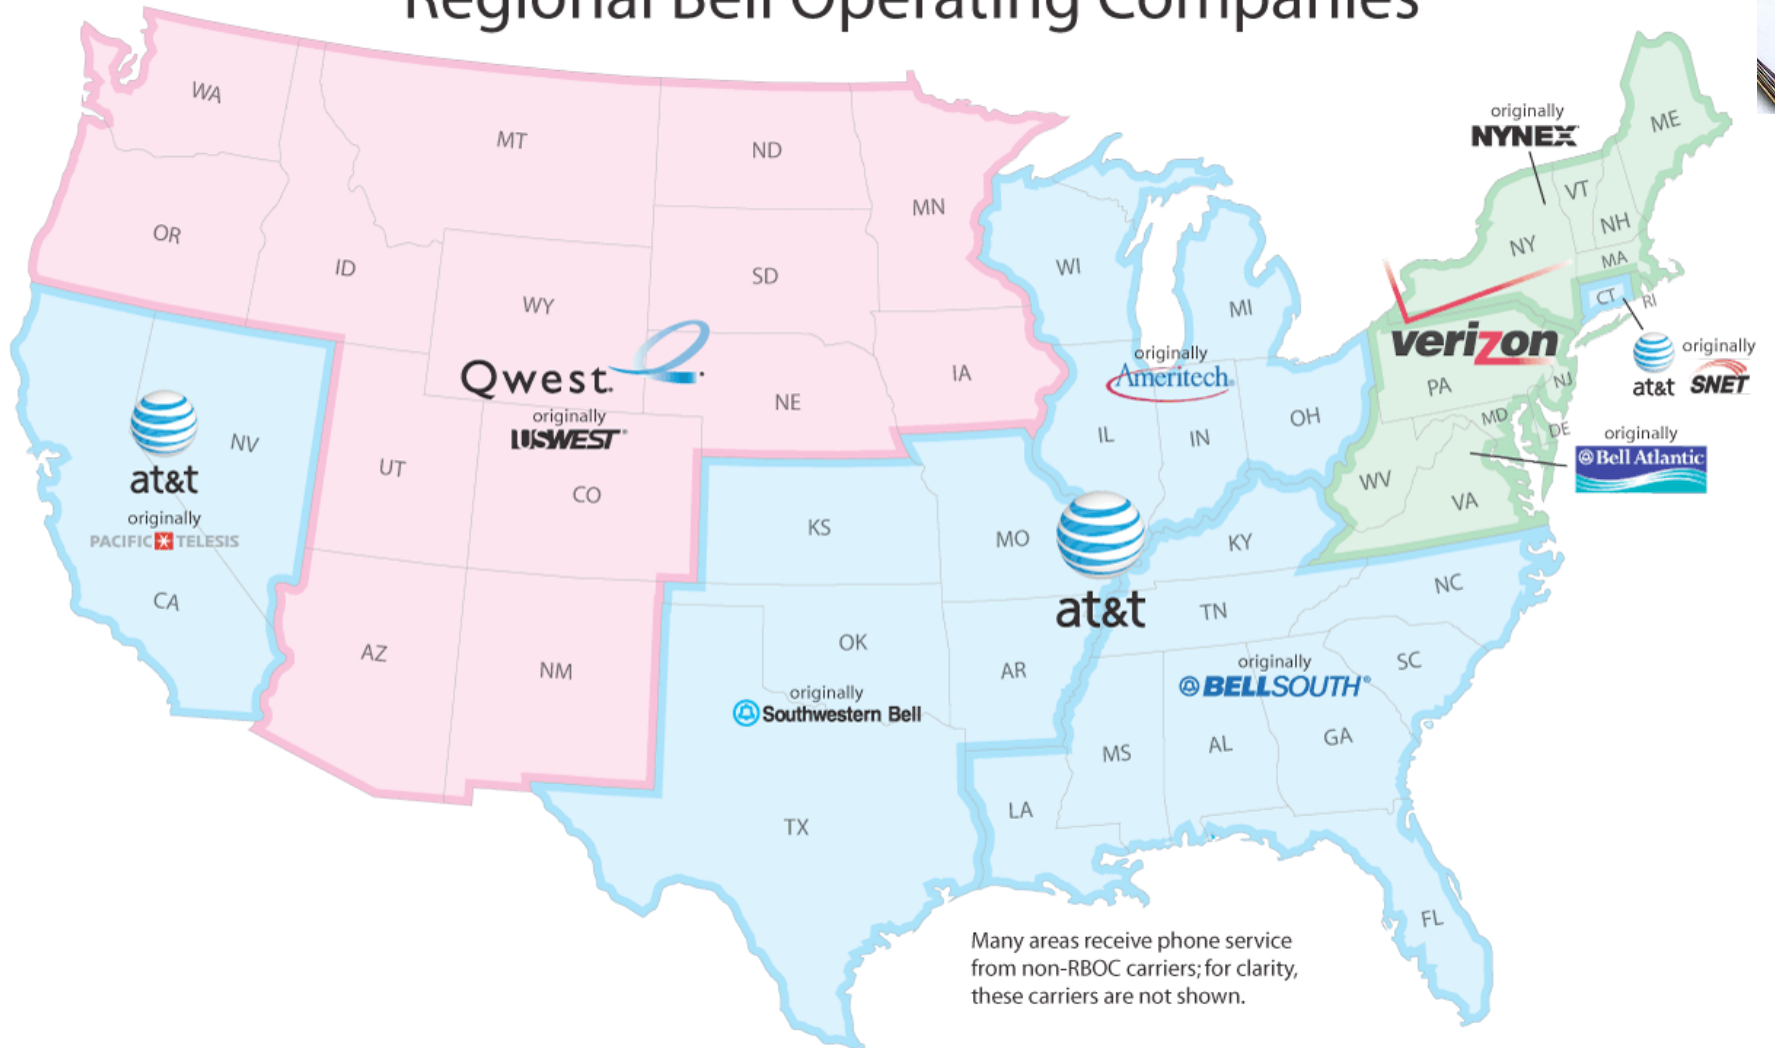 Regional Bell Operating Companies
WA
MT
ND
MN
OR
ID
WY
SD
WI
MI
originally
NYNEX
ME
VT
NH
NY
MA
CT
RI
verizon
Qwest.
originally
USWEST
IA
NE
originally
Ameritech
IL
IN
OH
PA
NJ
MD
DE
WV
VA
at&t
originally
SNET
originally
Bell Atlantic
NV
at&t
originally
PACIFIC TELESIS
CA
UT
CO
KS
MO
KY
at&t
AZ
NM
OK
AR
TN
NC
SC
originally
BELLSOUTH
originally
Southwestern Bell
MS
AL
GA
TX
LA
FL
Many areas receive phone service
from non-RBOC carriers; for clarity,
these carriers are not shown.